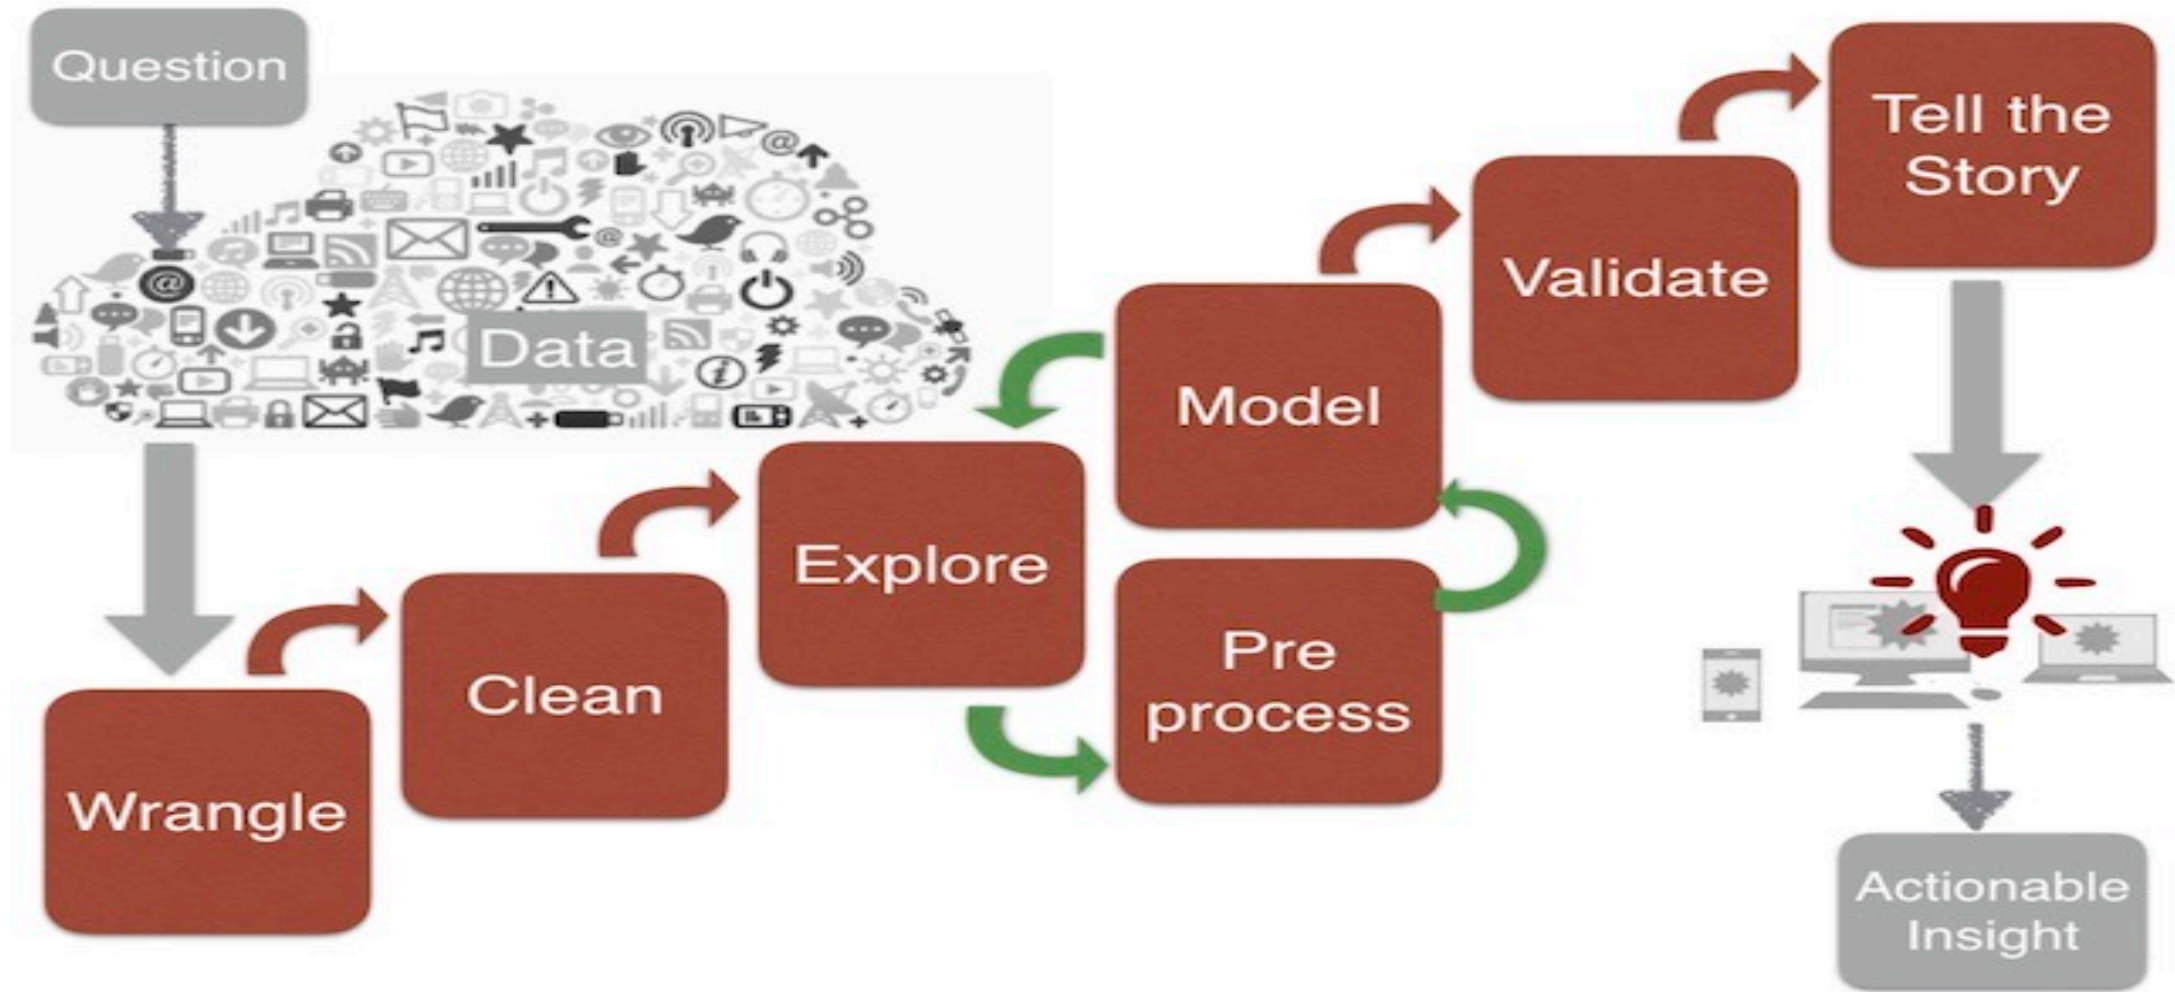 Question
Data
Wrangle
Clean
Explore
Pre
process
Model
Validate
Tell the
Story
Actionable
Insight